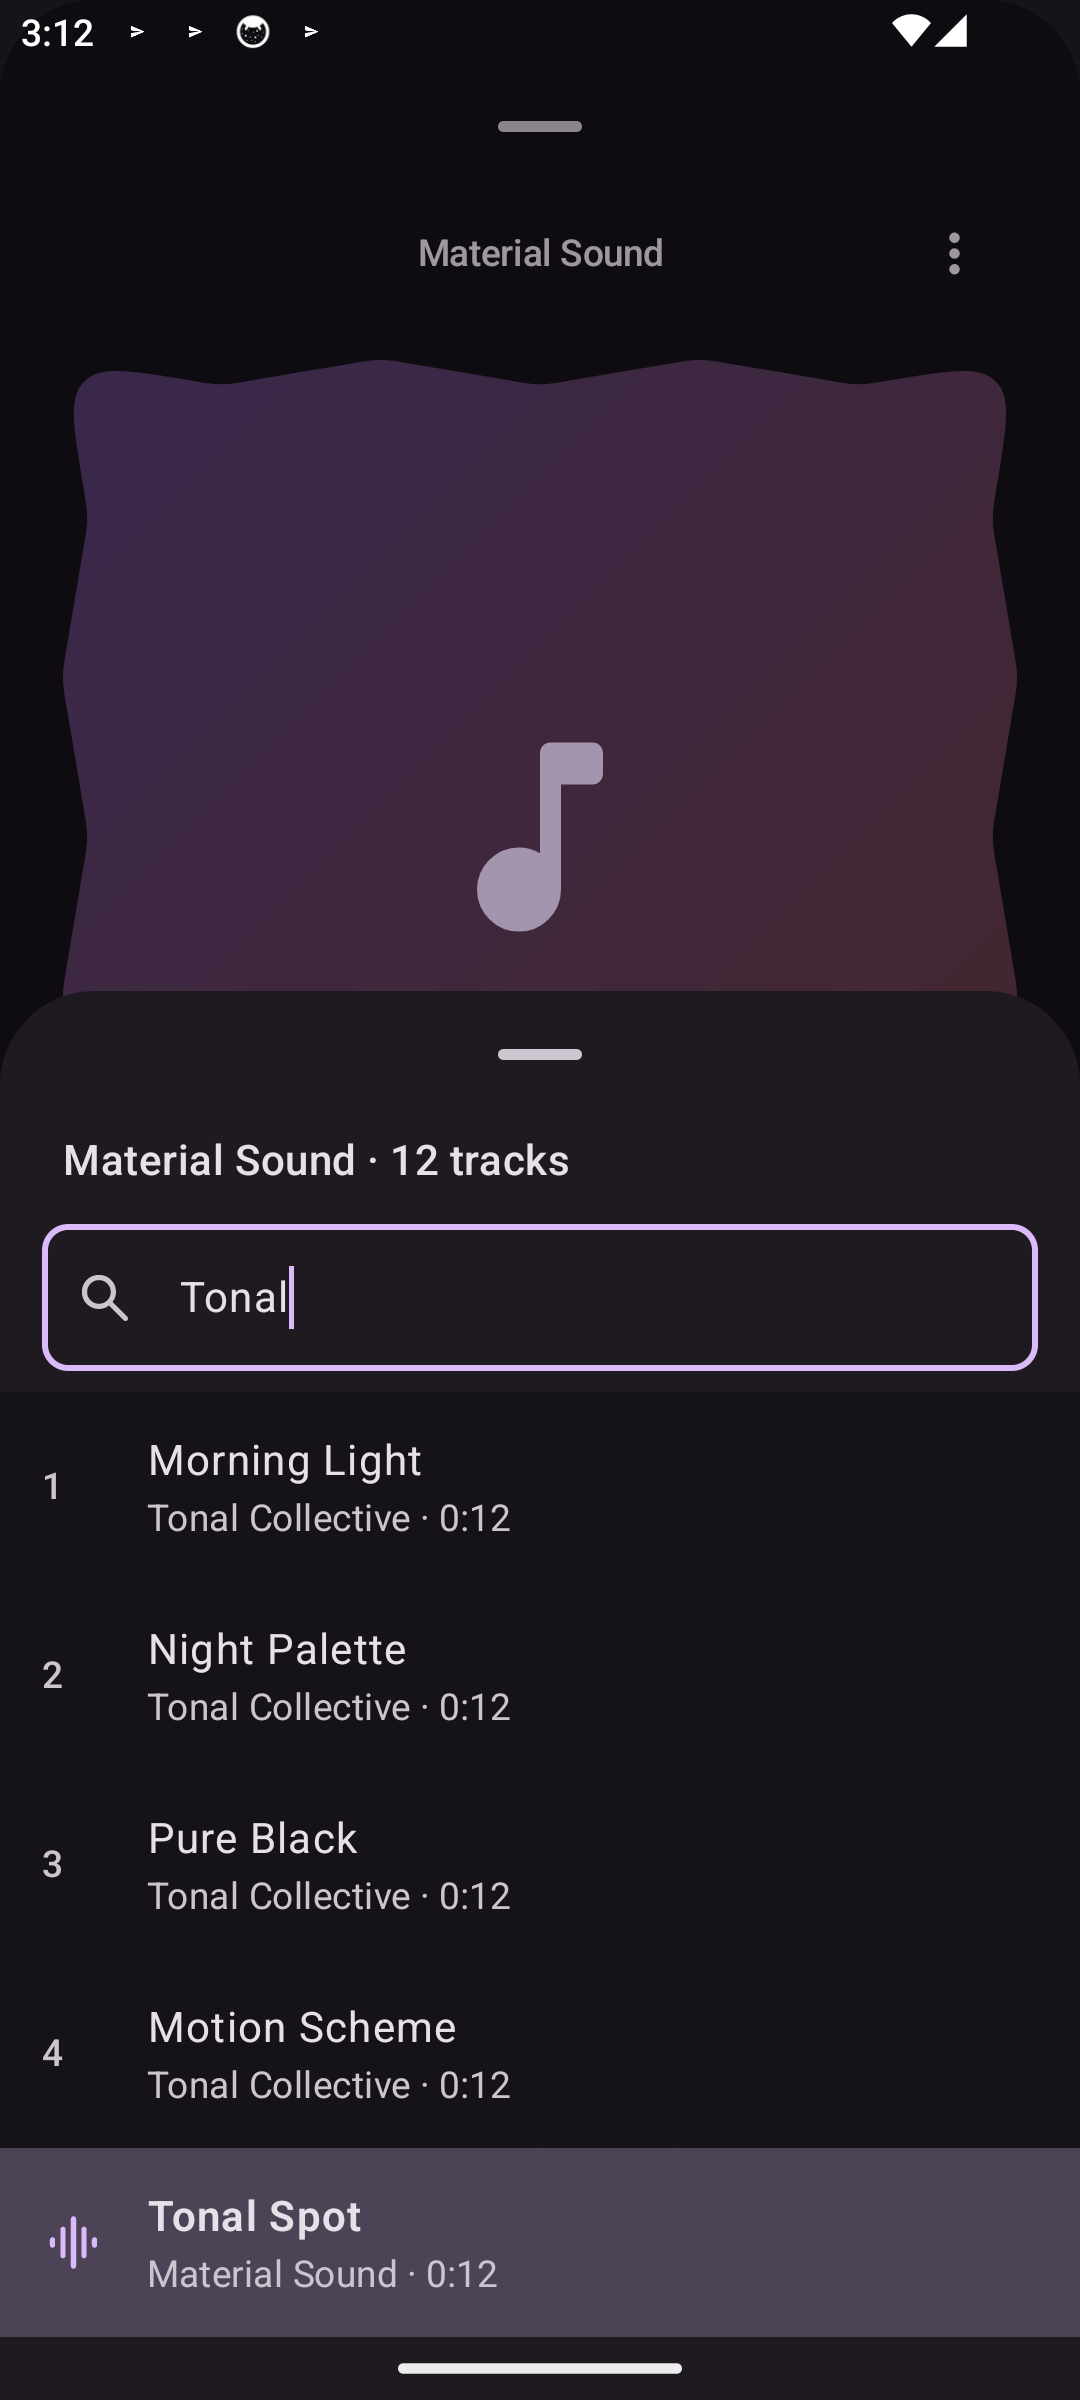 3:12
Material Sound
Material Sound · 12 tracks
Tonal
1
Morning Light
Tonal Collective · 0:12
2
Night Palette
Tonal Collective · 0:12
3
Pure Black
Tonal Collective · 0:12
4
Motion Scheme
Tonal Collective · 0:12
Tonal Spot
Material Sound · 0:12